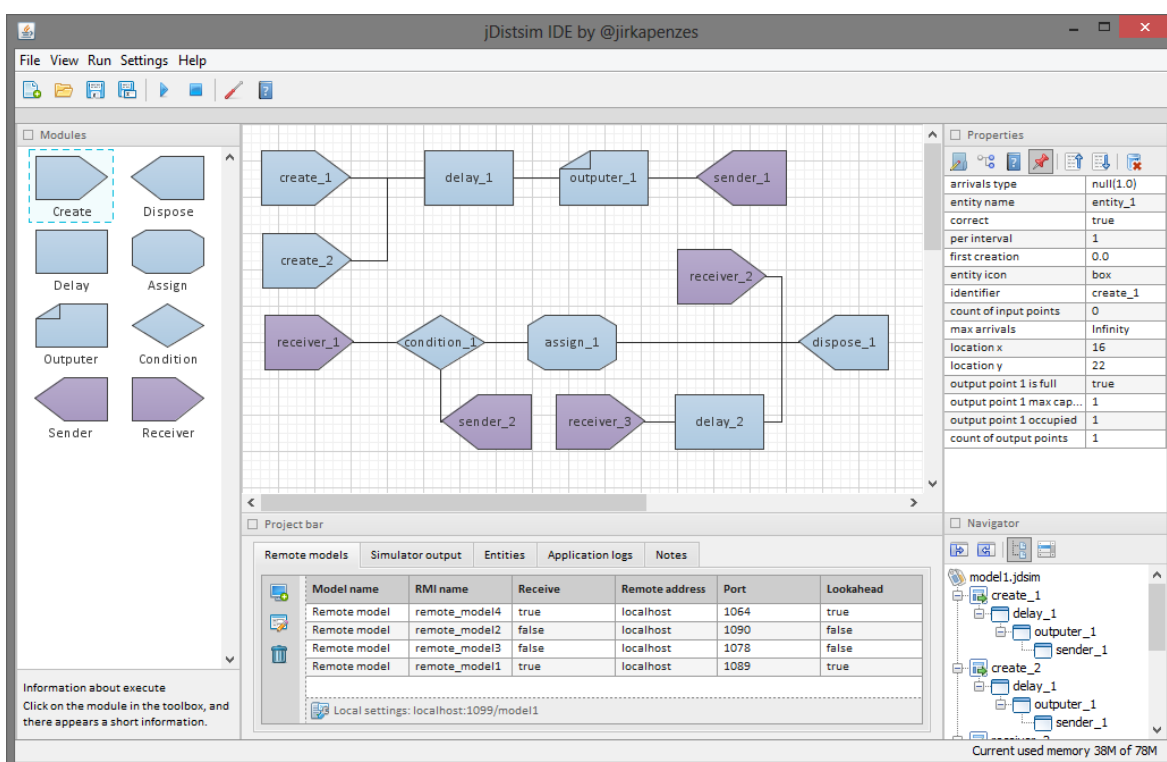 jDistsim IDE by @jirkapenzes
File View Run Settings Help
Modules
Create Dispose
Delay Assign
Outputer Condition
Sender Receiver
Information about execute
Click on the module in the toolbox, and
there appears a short information.
create_1 delay_1 outputer_1 sender_1
create_2
receiver_2
receiver_1 condition_1 assign_1 dispose_1
sender_2 receiver_3 delay_2
Project bar
Remote models Simulator output Entities Application logs Notes
Model name RMI name Receive Remote address Port Lookahead
Remote model remote_model4 true localhost 1064 true
Remote model remote_model2 false localhost 1090 false
Remote model remote_model3 false localhost 1078 false
Remote model remote_model1 true localhost 1089 true
Local settings: localhost:1099/model1
Properties
arrivals type null(1.0)
entity name entity_1
correct true
per interval 1
first creation 0.0
entity icon box
identifier create_1
count of input points 0
max arrivals Infinity
location x 16
location y 22
output point 1 is full true
output point 1 max cap... 1
output point 1 occupied 1
count of output points 1
Navigator
model1.jdsim
create_1
delay_1
outputer_1
sender_1
create_2
delay_1
outputer_1
sender_1
Current used memory 38M of 78M